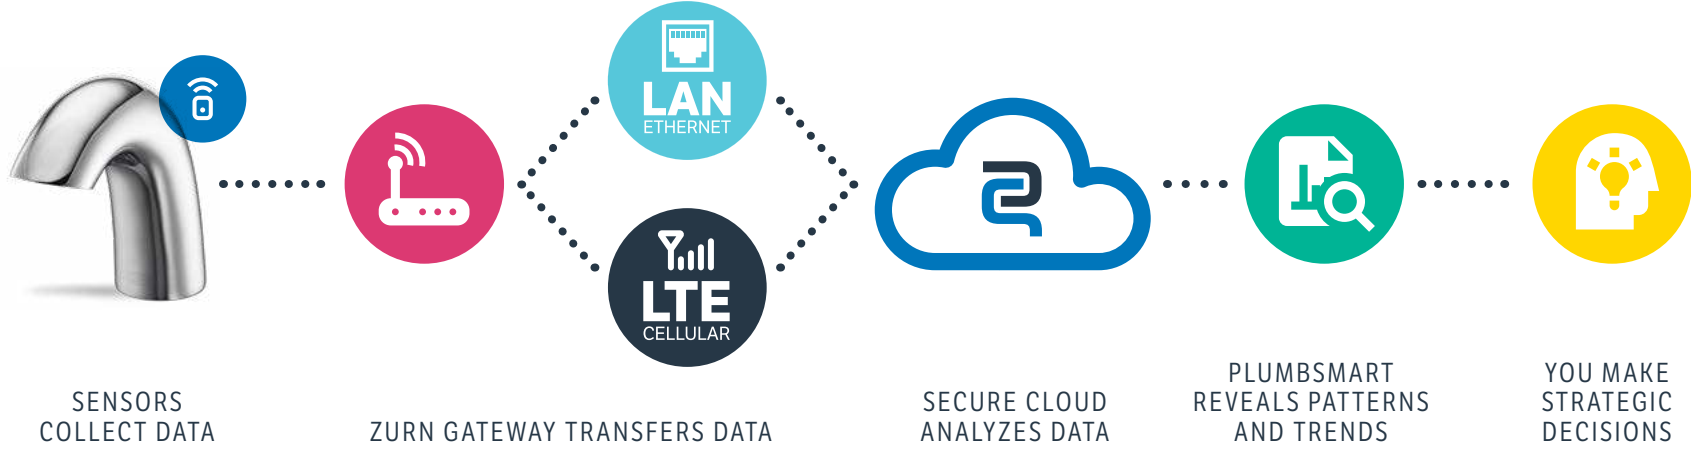 LAN
ETHERNET
LTE
CELLULAR
SENSORS
COLLECT DATA
ZURN GATEWAY TRANSFERS DATA
SECURE CLOUD
ANALYZES DATA
PLUMBSMART
REVEALS PATTERNS
AND TRENDS
YOU MAKE
STRATEGIC
DECISIONS